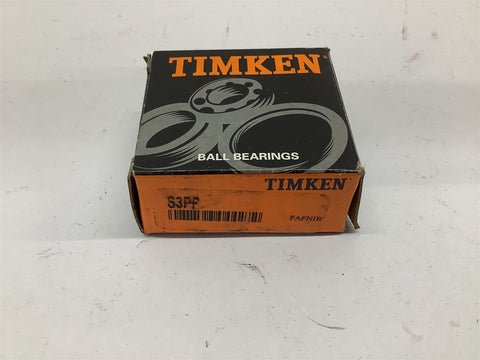 TIMKEN
BALL BEARINGS
TIMKEN
S3PP
FAFNIR